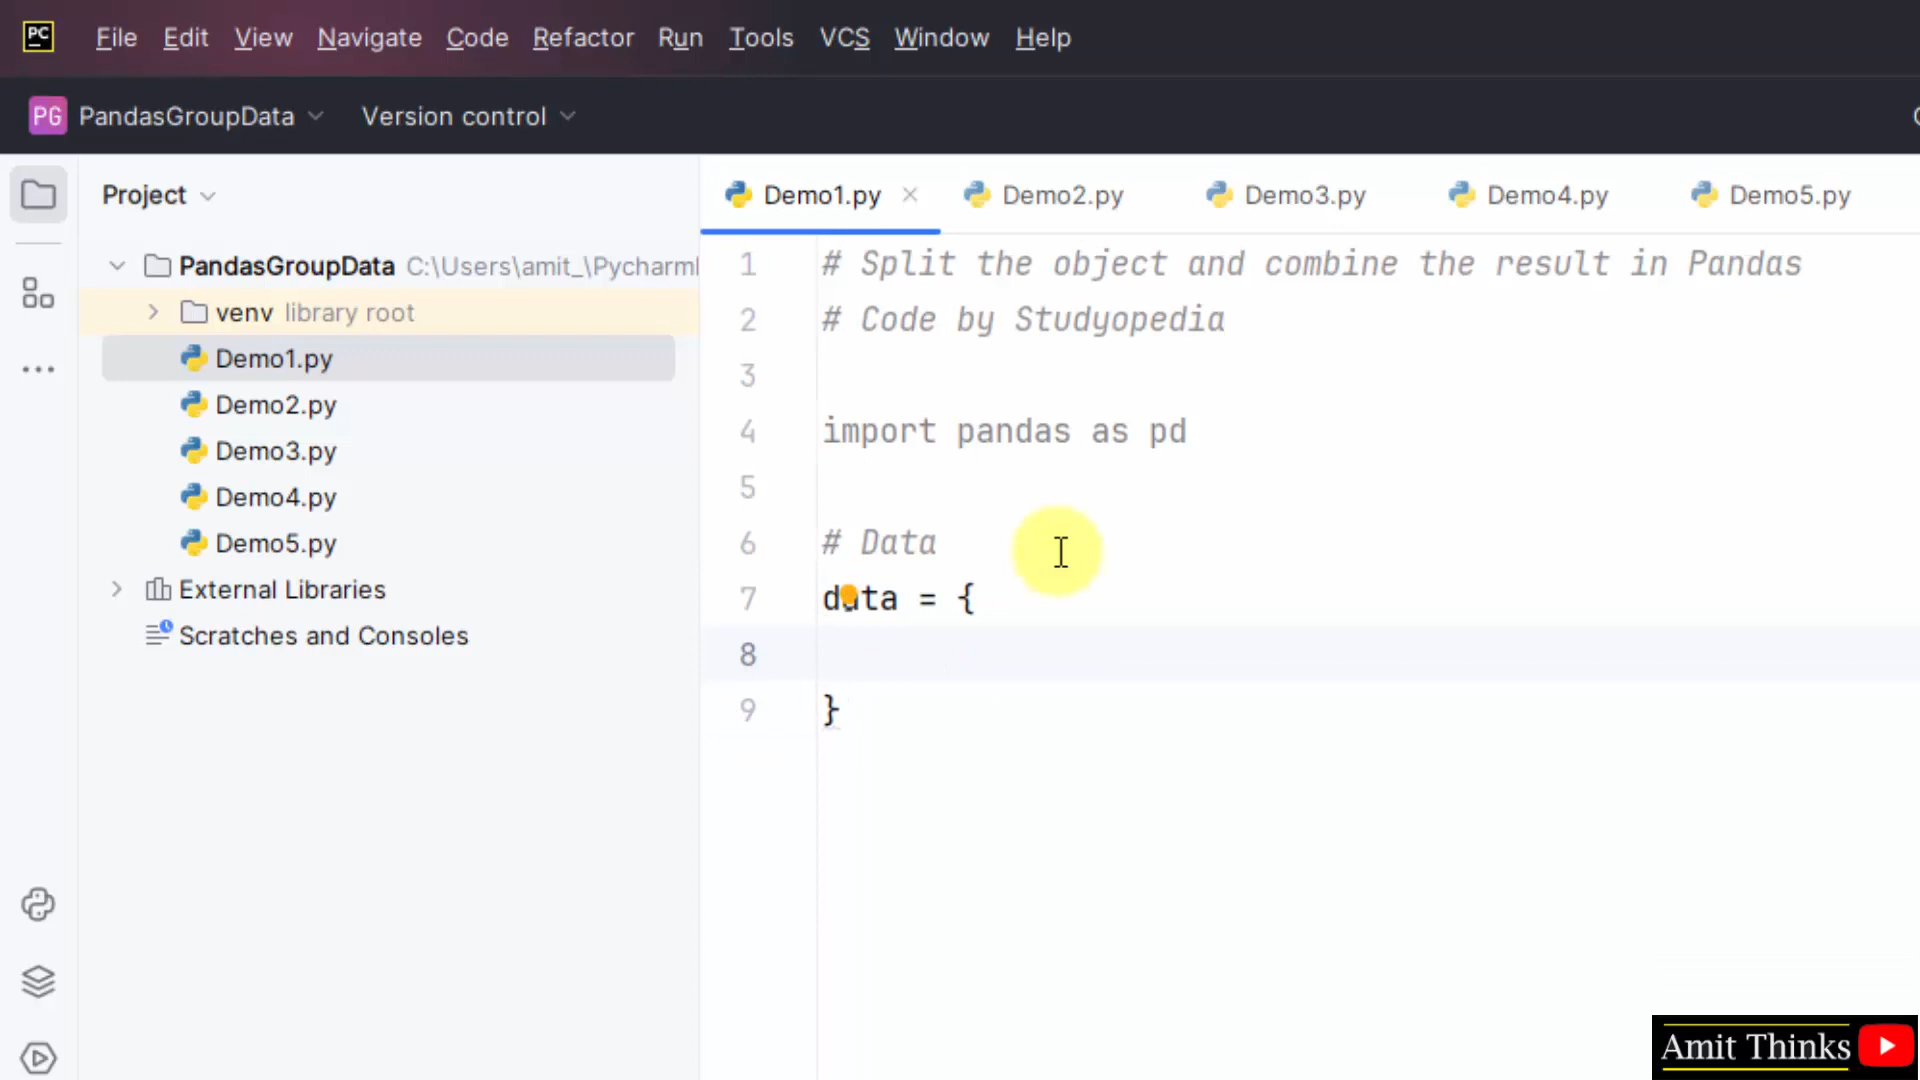 PC File Edit View Navigate Code Refactor Run Tools VCS Window Help
PG PandasGroupData Version control
Project
PandasGroupData C:\Users\amit_\Pycharml
venv library root
Demo1.py
Demo2.py
Demo3.py
Demo4.py
Demo5.py
External Libraries
Scratches and Consoles
Demo1.py Demo2.py Demo3.py Demo4.py Demo5.py
1 # Split the object and combine the result in Pandas
2 # Code by Studyopedia
3
4 import pandas as pd
5
6 # Data
7 data = {
8
9 }
Amit Thinks